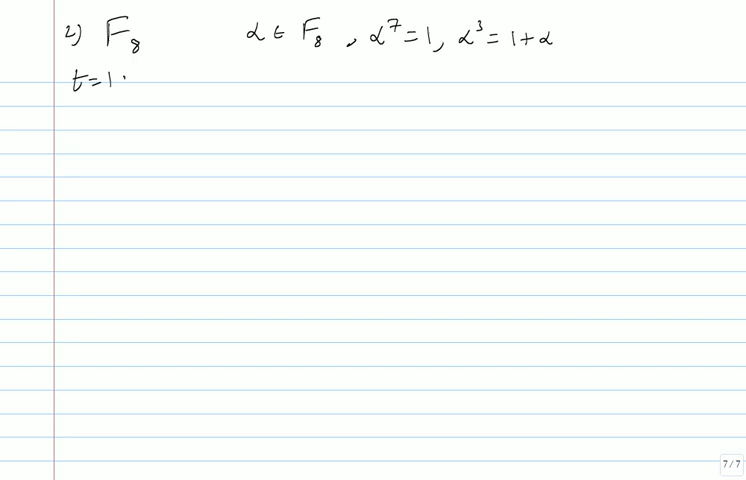 2) F₈ α ∈ F₈, α⁷ = 1, α³ = 1 + α
t = 1.
7 / 7